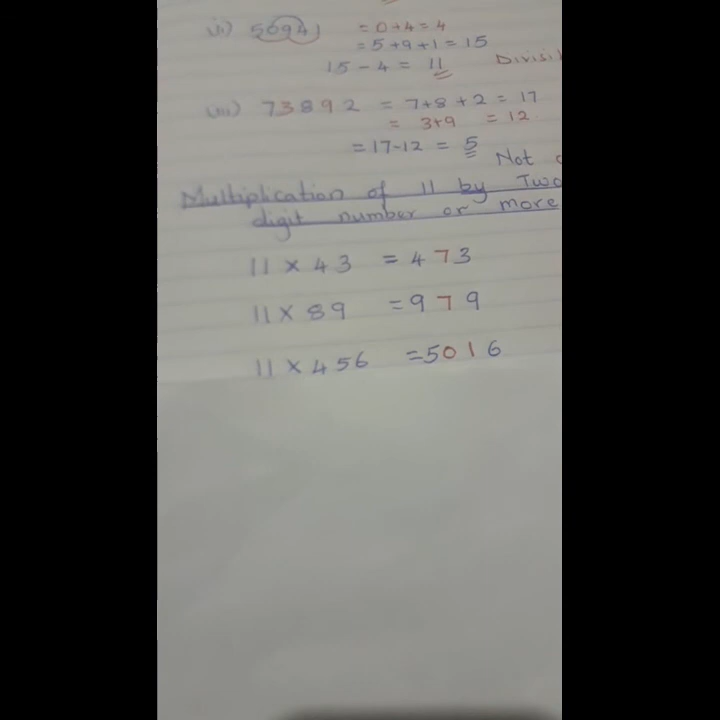 ii) 50941 = 0+4 = 4
= 5+9+1 = 15
15 - 4 = 11
iii) 73892 = 7+8+2 = 17
= 3+9 = 12
= 17-12 = 5
Not
Multiplication of 11 by Two
digit number or more
11 × 43 = 473
11 × 89 = 979
11 × 456 = 5016